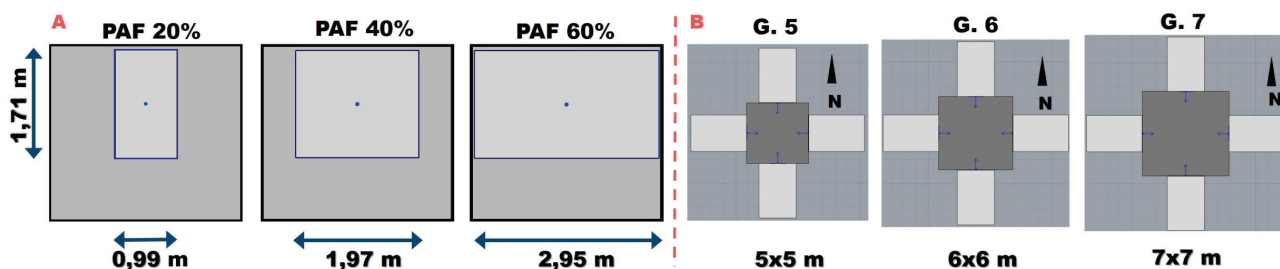 A
PAF 20%
PAF 40%
PAF 60%
1,71 m
0,99 m
1,97 m
2,95 m
B
G. 5
G. 6
G. 7
N
N
N
5x5 m
6x6 m
7x7 m